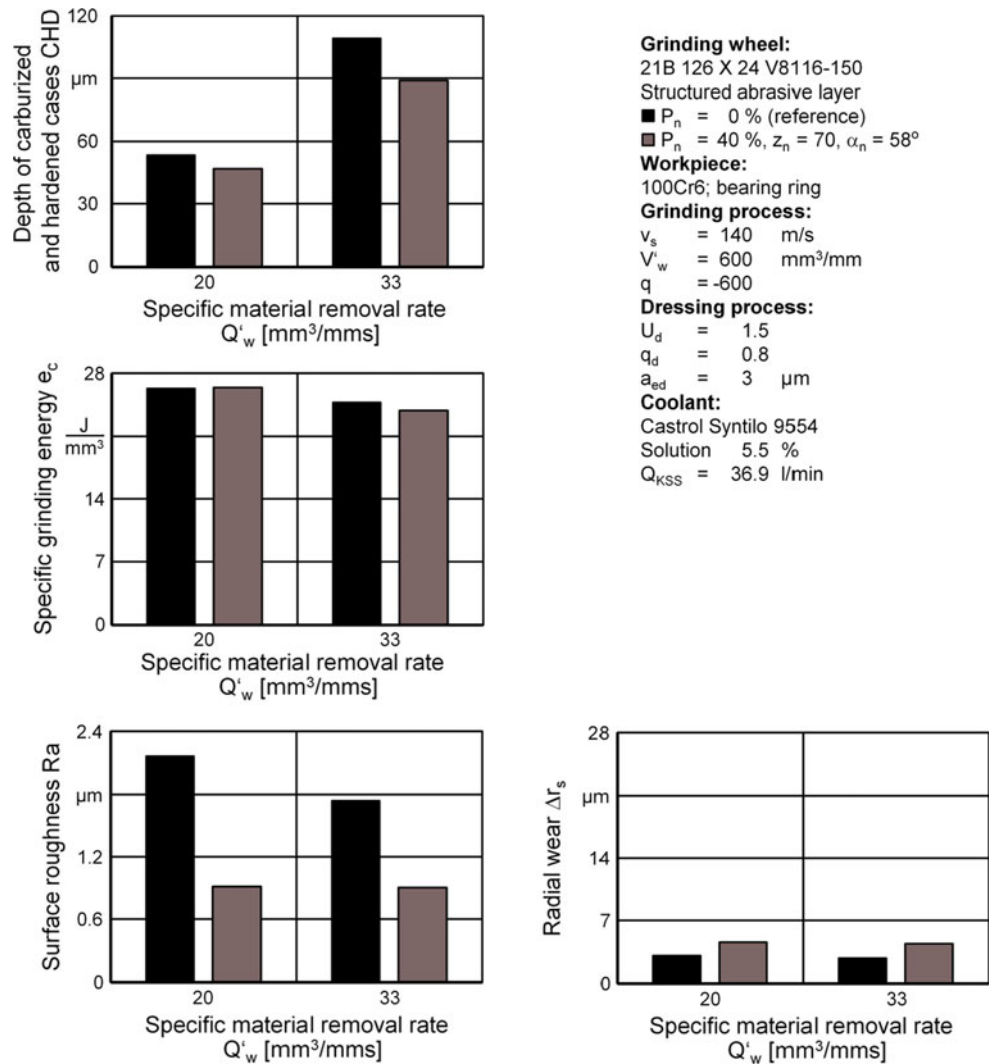 Depth of carburized
and hardened cases CHD
120
µm
60
30
0
20 33
Specific material removal rate
Q‘w [mm³/mms]
Grinding wheel:
21B 126 X 24 V8116-150
Structured abrasive layer
Pn = 0 % (reference)
Pn = 40 %, zn = 70, αn = 58°
Workpiece:
100Cr6; bearing ring
Grinding process:
vs = 140 m/s
V‘w = 600 mm³/mm
q = -600
Dressing process:
Ud = 1.5
qd = 0.8
aed = 3 µm
Coolant:
Castrol Syntilo 9554
Solution 5.5 %
QKSS = 36.9 l/min
Specific grinding energy ec
28
J
mm³
14
7
0
20 33
Specific material removal rate
Q‘w [mm³/mms]
Surface roughness Ra
2.4
µm
1.2
0.6
0
20 33
Specific material removal rate
Q‘w [mm³/mms]
Radial wear Δrs
28
µm
14
7
0
20 33
Specific material removal rate
Q‘w [mm³/mms]